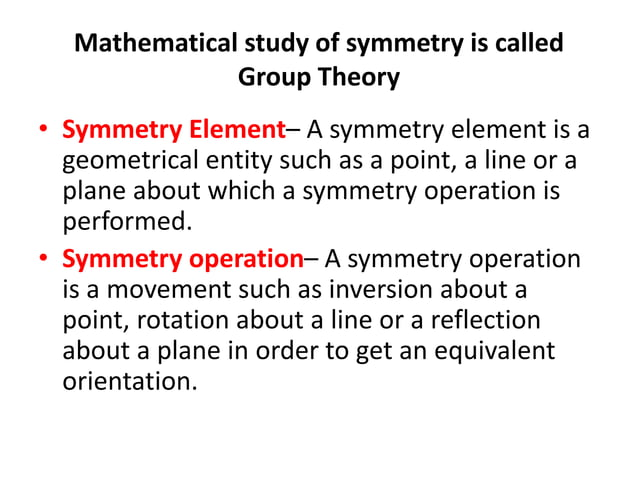 Mathematical study of symmetry is called
Group Theory
• Symmetry Element– A symmetry element is a
geometrical entity such as a point, a line or a
plane about which a symmetry operation is
performed.
• Symmetry operation– A symmetry operation
is a movement such as inversion about a
point, rotation about a line or a reflection
about a plane in order to get an equivalent
orientation.